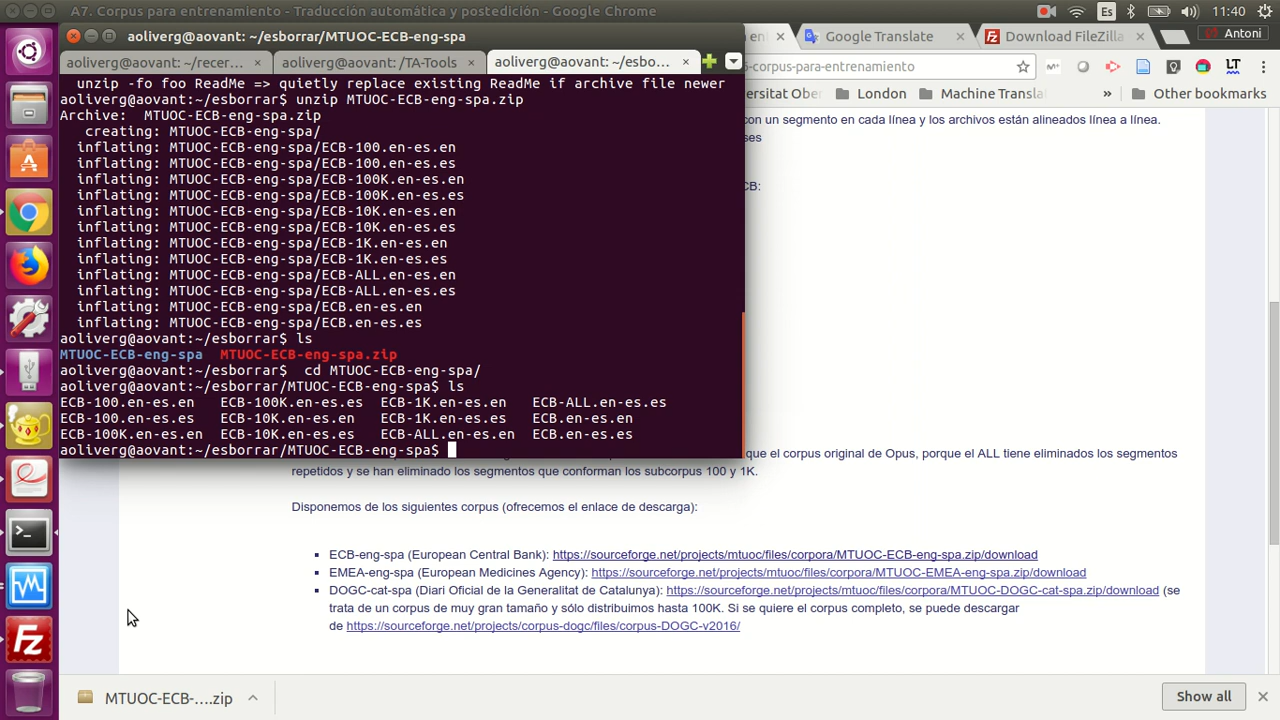 A7. Corpus para entrenamiento - Traducción automática y postedición - Google Chrome
Es
11:40
aoliverg@aovant: ~/esborrar/MTUOC-ECB-eng-spa
Google Translate
Download FileZilla
Antoni
aoliverg@aovant: ~/recer...
aoliverg@aovant: /TA-Tools
aoliverg@aovant: ~/esbo...
-corpus-para-entrenamiento
LT
London
Machine Transl
»
Other bookmarks
unzip -fo foo ReadMe => quietly replace existing ReadMe if archive file newer
aoliverg@aovant:~/esborrar$ unzip MTUOC-ECB-eng-spa.zip
Archive:  MTUOC-ECB-eng-spa.zip
creating: MTUOC-ECB-eng-spa/
inflating: MTUOC-ECB-eng-spa/ECB-100.en-es.en
inflating: MTUOC-ECB-eng-spa/ECB-100.en-es.es
inflating: MTUOC-ECB-eng-spa/ECB-100K.en-es.en
inflating: MTUOC-ECB-eng-spa/ECB-100K.en-es.es
inflating: MTUOC-ECB-eng-spa/ECB-10K.en-es.en
inflating: MTUOC-ECB-eng-spa/ECB-10K.en-es.es
inflating: MTUOC-ECB-eng-spa/ECB-1K.en-es.en
inflating: MTUOC-ECB-eng-spa/ECB-1K.en-es.es
inflating: MTUOC-ECB-eng-spa/ECB-ALL.en-es.en
inflating: MTUOC-ECB-eng-spa/ECB-ALL.en-es.es
inflating: MTUOC-ECB-eng-spa/ECB.en-es.en
inflating: MTUOC-ECB-eng-spa/ECB.en-es.es
aoliverg@aovant:~/esborrar$ ls
MTUOC-ECB-eng-spa  MTUOC-ECB-eng-spa.zip
aoliverg@aovant:~/esborrar$  cd MTUOC-ECB-eng-spa/
aoliverg@aovant:~/esborrar/MTUOC-ECB-eng-spa$ ls
ECB-100.en-es.en   ECB-100K.en-es.es  ECB-1K.en-es.en   ECB-ALL.en-es.es
ECB-100.en-es.es   ECB-10K.en-es.en   ECB-1K.en-es.es   ECB.en-es.en
ECB-100K.en-es.en  ECB-10K.en-es.es   ECB-ALL.en-es.en  ECB.en-es.es
aoliverg@aovant:~/esborrar/MTUOC-ECB-eng-spa$
con un segmento en cada línea y los archivos están alineados línea a línea.
CB:
que el corpus original de Opus, porque el ALL tiene eliminados los segmentos
repetidos y se han eliminado los segmentos que conforman los subcorpus 100 y 1K.
Disponemos de los siguientes corpus (ofrecemos el enlace de descarga):
ECB-eng-spa (European Central Bank): https://sourceforge.net/projects/mtuoc/files/corpora/MTUOC-ECB-eng-spa.zip/download
EMEA-eng-spa (European Medicines Agency): https://sourceforge.net/projects/mtuoc/files/corpora/MTUOC-EMEA-eng-spa.zip/download
DOGC-cat-spa (Diari Oficial de la Generalitat de Catalunya): https://sourceforge.net/projects/mtuoc/files/corpora/MTUOC-DOGC-cat-spa.zip/download (se
trata de un corpus de muy gran tamaño y sólo distribuimos hasta 100K. Si se quiere el corpus completo, se puede descargar
de https://sourceforge.net/projects/corpus-dogc/files/corpus-DOGC-v2016/
Fz
MTUOC-ECB-....zip
Show all